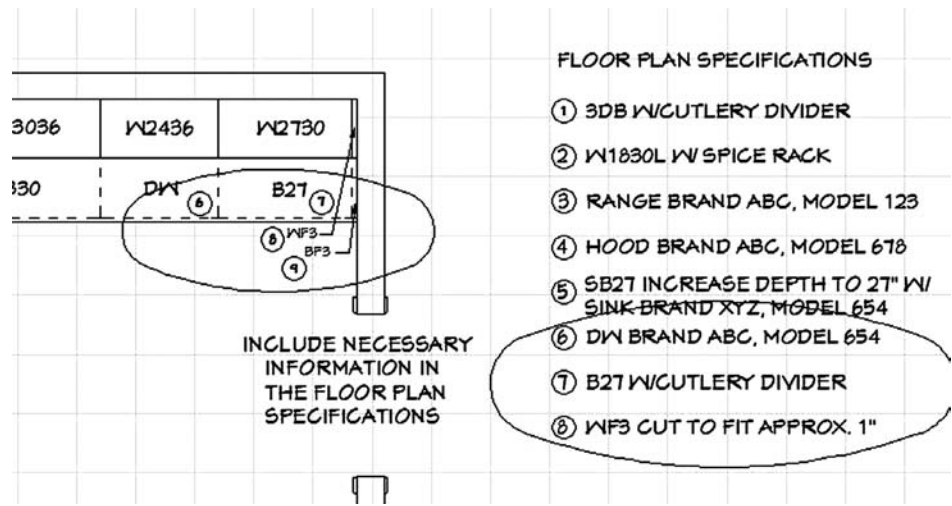 FLOOR PLAN SPECIFICATIONS
3036 W2436 W2730
330 DW 6 B27 7
8 WF3
BF3
9
INCLUDE NECESSARY
INFORMATION IN
THE FLOOR PLAN
SPECIFICATIONS
1 3DB W/CUTLERY DIVIDER
2 W1830L W/ SPICE RACK
3 RANGE BRAND ABC, MODEL 123
4 HOOD BRAND ABC, MODEL 678
5 SB27 INCREASE DEPTH TO 27" W/
SINK BRAND XYZ, MODEL 654
6 DW BRAND ABC, MODEL 654
7 B27 W/CUTLERY DIVIDER
8 WF3 CUT TO FIT APPROX. 1"